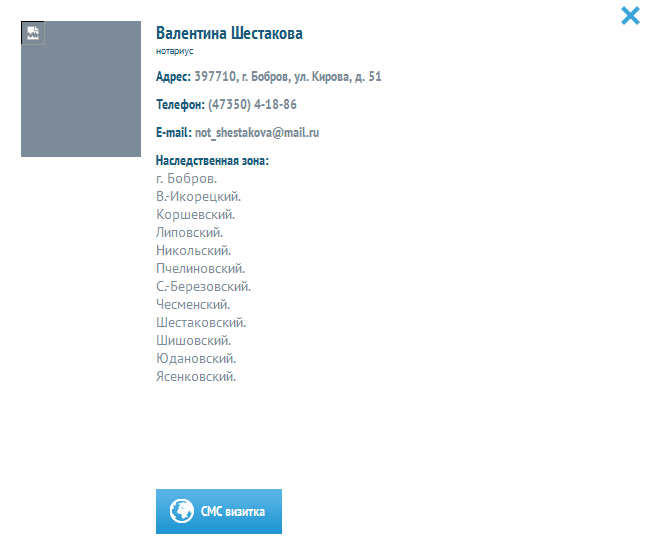 Валентина Шестакова
нотариус
Адрес: 397710, г. Бобров, ул. Кирова, д. 51
Телефон: (47350) 4-18-86
E-mail: not_shestakova@mail.ru
Наследственная зона:
г. Бобров.
В.-Икорецкий.
Коршевский.
Липовский.
Никольский.
Пчелиновский.
С.-Березовский.
Чесменский.
Шестаковский.
Шишовский.
Юдановский.
Ясенковский.
СМС визитка